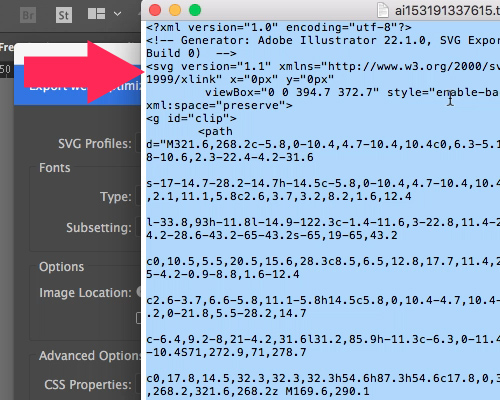 Br
St
ai153191337615.t
<?xml version="1.0" encoding="utf-8"?>
<!-- Generator: Adobe Illustrator 22.1.0, SVG Expor
Build 0)  -->
<svg version="1.1" xmlns="http://www.w3.org/2000/sv
1999/xlink" x="0px" y="0px"
viewBox="0 0 394.7 372.7" style="enable-ba
xml:space="preserve">
<g id="clip">
<path
d="M321.6,268.2c-5.8,0-10.4,4.7-10.4,10.4c0,6.3-5.1
8-10.6,2.3-22.4-4.2-31.6
s-17-14.7-28.2-14.7h-14.5c-5.8,0-10.4,4.7-10.4,10.4
,2.1,11.1,5.8c2.6,3.7,3.2,8.2,1.6,12.4
l-33.8,93h-11.8l-14.9-122.3c-1.4-11.6,3-22.8,11.4-2
4.2-28.6-43.2-65-43.2s-65,19-65,43.2
c0,10.5,5.5,20.5,15.6,28.3c8.5,6.5,12.8,17.7,11.4,2
5-4.2-0.9-8.8,1.6-12.4
c2.6-3.7,6.6-5.8,11.1-5.8h14.5c5.8,0,10.4-4.7,10.4-
,2,0-21.8,5.5-28.2,14.7
c-6.4,9.2-8,21-4.2,31.6l31.2,85.9h-11.3c-6.3,0-11.4
-10.4S71,272.9,71,278.7
c0,17.8,14.5,32.3,32.3,32.3h54.6h87.3h54.6c17.8,0,3
,268.2,321.6,268.2z M169.6,290.1
Fre
50
SVG Profiles:
Fonts
Type:
Subsetting:
Options
Image Location:
Advanced Options
CSS Properties: